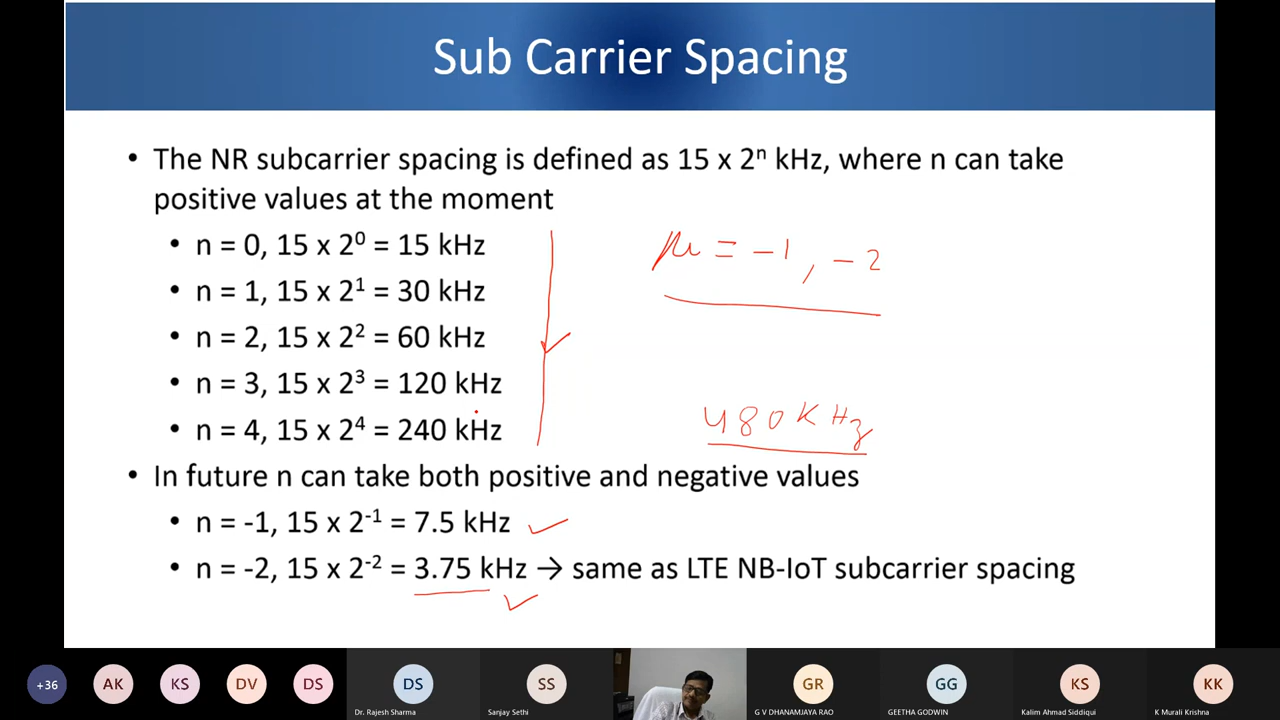 Sub Carrier Spacing
• The NR subcarrier spacing is defined as 15 x 2ⁿ kHz, where n can take
positive values at the moment
• n = 0, 15 x 2⁰ = 15 kHz
• n = 1, 15 x 2¹ = 30 kHz
• n = 2, 15 x 2² = 60 kHz
• n = 3, 15 x 2³ = 120 kHz
• n = 4, 15 x 2⁴ = 240 kHz
μ = -1, -2
480 KHz
• In future n can take both positive and negative values
• n = -1, 15 x 2⁻¹ = 7.5 kHz
• n = -2, 15 x 2⁻² = 3.75 kHz → same as LTE NB-IoT subcarrier spacing
+36 AK KS DV DS DS SS GR GG KS KK
Dr. Rajesh Sharma Sanjay Sethi G V DHANAMJAYA RAO GEETHA GODWIN Kalim Ahmad Siddiqui K Murali Krishna